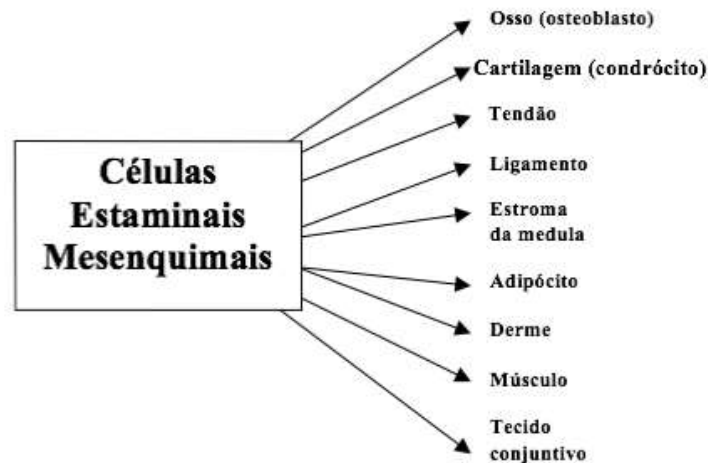 Células
Estaminais
Mesenquimais
Osso (osteoblasto)
Cartilagem (condrócito)
Tendão
Ligamento
Estroma
da medula
Adipócito
Derme
Músculo
Tecido
conjuntivo